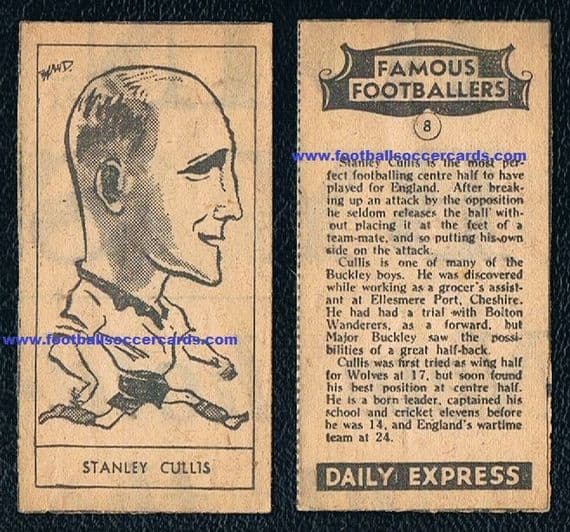 STANLEY CULLIS
www.footballsoccercards.com
FAMOUS
FOOTBALLERS
8
www.footballsoccercards.com
Stanley Cullis is the most per-
fect footballing centre half to have
played for England. After break-
ing up an attack by the opposition
he seldom releases the ball with-
out placing it at the feet of a
team-mate, and so putting his own
side on the attack.
Cullis is one of many of the
Buckley boys. He was discovered
while working as a grocer's assist-
ant at Ellesmere Port, Cheshire.
He had had a trial with Bolton
Wanderers, as a forward, but
Major Buckley saw the possi-
bilities of a great half-back.
Cullis was first tried as wing half
for Wolves at 17, but soon found
his best position at centre half.
He is a born leader, captained his
school and cricket elevens before
he was 14, and England's wartime
team at 24.
DAILY EXPRESS